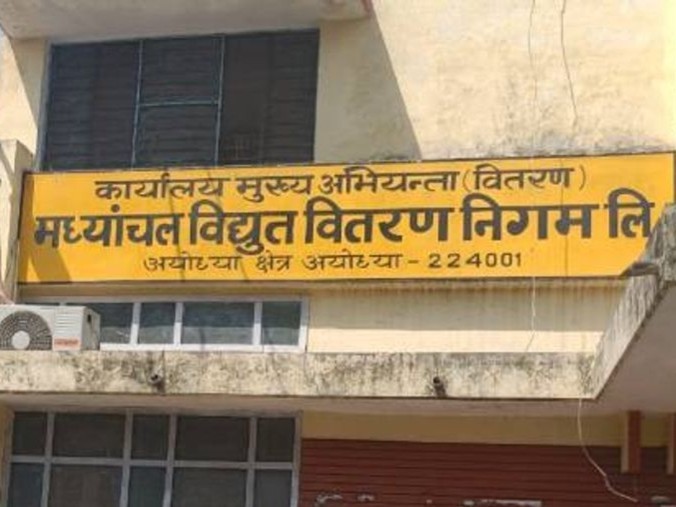 कार्यालय मुख्य अभियन्ता (वितरण)
मध्यांचल विद्युत वितरण निगम लि
अयोध्या क्षेत्र अयोध्या - 224001